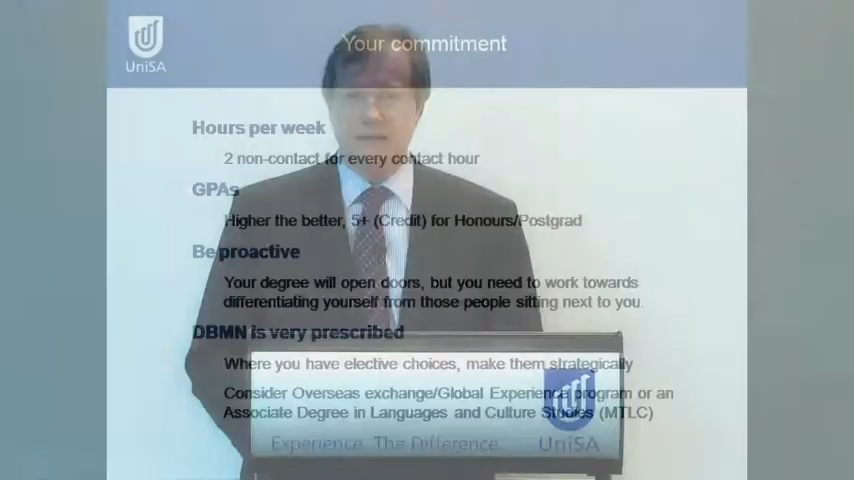 UniSA
Your commitment
Hours per week
2 non-contact for every contact hour
GPAs
Higher the better, 5+ (Credit) for Honours/Postgrad
Be proactive
Your degree will open doors, but you need to work towards
differentiating yourself from those people sitting next to you.
DBMN is very prescribed
Where you have elective choices, make them strategically
Consider Overseas exchange/Global Experience program or an
Associate Degree in Languages and Culture Studies (MTLC)
Experience. The Difference.
UniSA